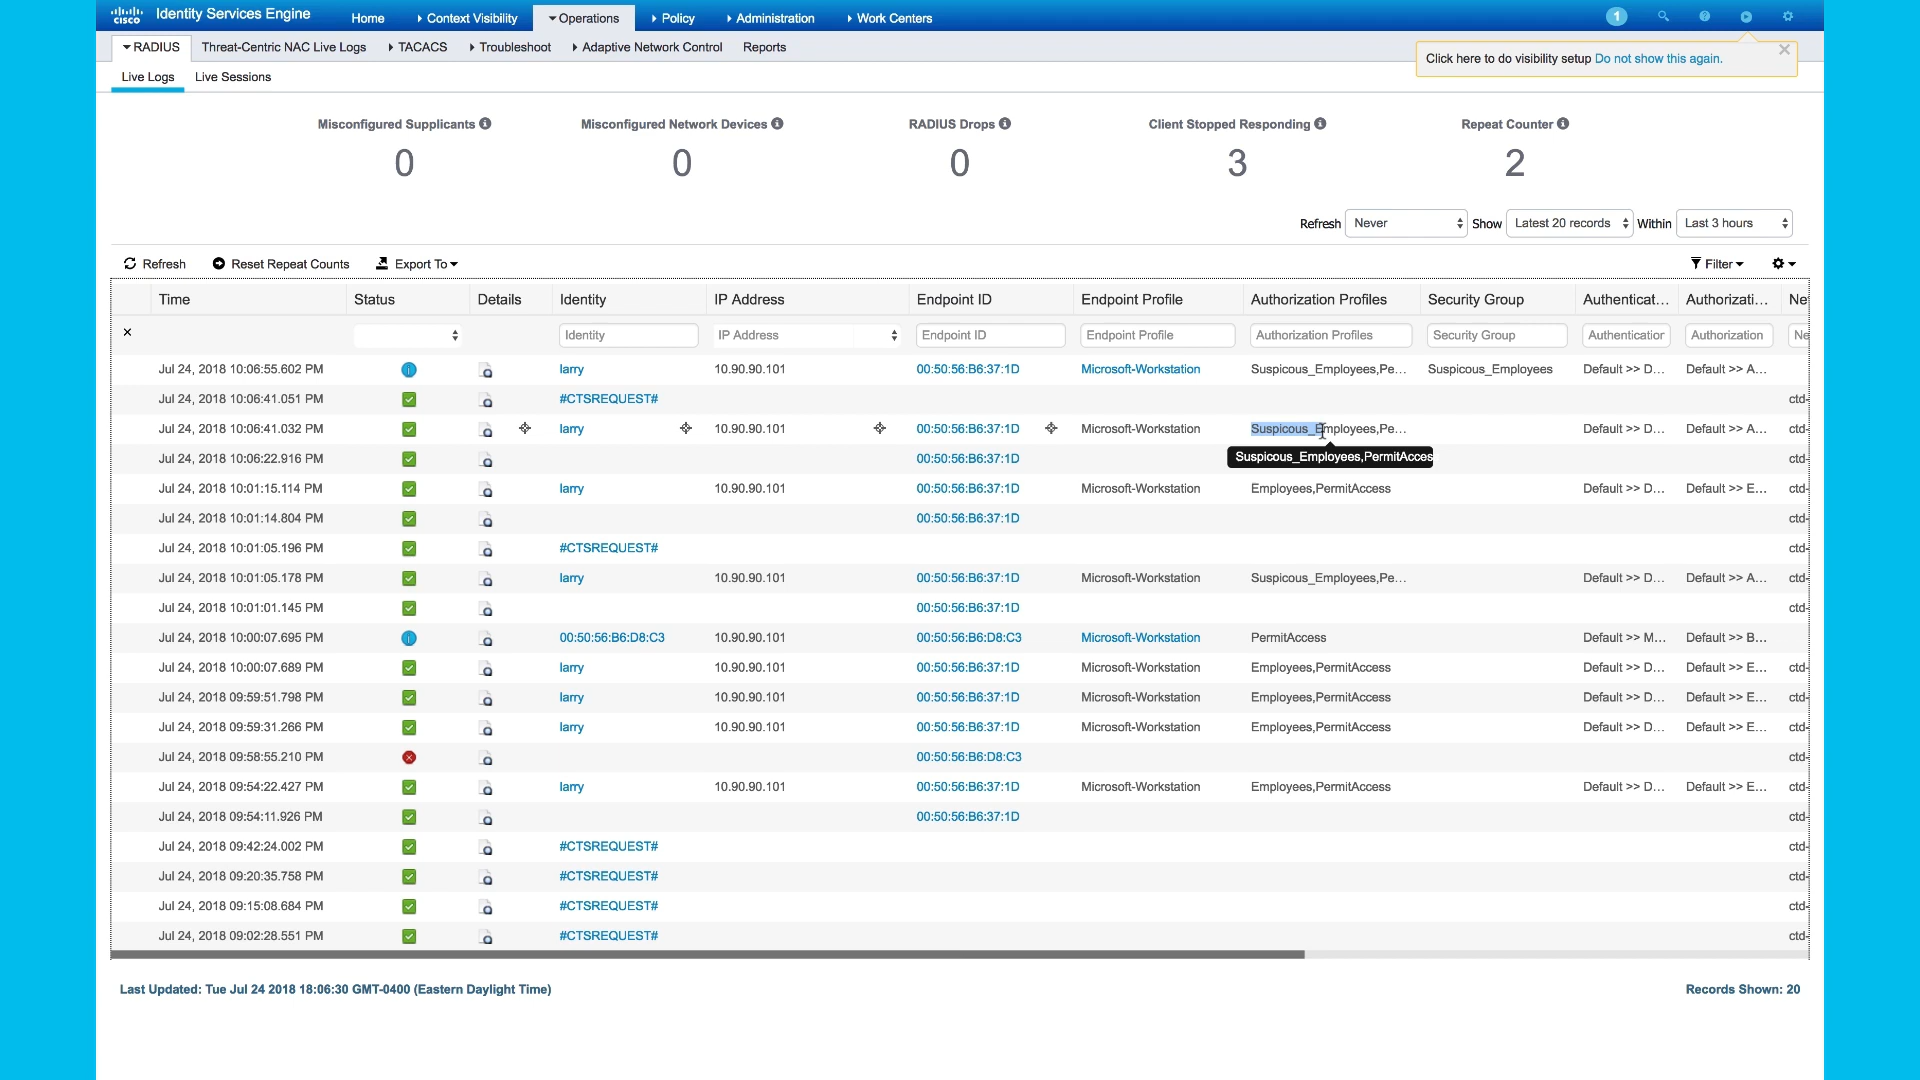 CISCO Identity Services Engine Home Context Visibility Operations Policy Administration Work Centers 1
RADIUS Threat-Centric NAC Live Logs TACACS Troubleshoot Adaptive Network Control Reports
Click here to do visibility setup Do not show this again.
Live Logs Live Sessions
Misconfigured Supplicants Misconfigured Network Devices RADIUS Drops Client Stopped Responding Repeat Counter
0 0 0 3 2
Refresh Never Show Latest 20 records Within Last 3 hours
Refresh Reset Repeat Counts Export To Filter
Time Status Details Identity IP Address Endpoint ID Endpoint Profile Authorization Profiles Security Group Authenticat... Authorizati... Ne
Identity IP Address Endpoint ID Endpoint Profile Authorization Profiles Security Group Authentication Authorization Ne
Jul 24, 2018 10:06:55.602 PM larry 10.90.90.101 00:50:56:B6:37:1D Microsoft-Workstation Suspicous_Employees,Pe... Suspicous_Employees Default >> D... Default >> A...
Jul 24, 2018 10:06:41.051 PM #CTSREQUEST# ctd-
Jul 24, 2018 10:06:41.032 PM larry 10.90.90.101 00:50:56:B6:37:1D Microsoft-Workstation Suspicous_Employees,Pe... Default >> D... Default >> A... ctd-
Jul 24, 2018 10:06:22.916 PM 00:50:56:B6:37:1D Suspicous_Employees,PermitAcces ctd-
Jul 24, 2018 10:01:15.114 PM larry 10.90.90.101 00:50:56:B6:37:1D Microsoft-Workstation Employees,PermitAccess Default >> D... Default >> E... ctd-
Jul 24, 2018 10:01:14.804 PM 00:50:56:B6:37:1D ctd-
Jul 24, 2018 10:01:05.196 PM #CTSREQUEST# ctd-
Jul 24, 2018 10:01:05.178 PM larry 10.90.90.101 00:50:56:B6:37:1D Microsoft-Workstation Suspicous_Employees,Pe... Default >> D... Default >> A... ctd-
Jul 24, 2018 10:01:01.145 PM 00:50:56:B6:37:1D ctd-
Jul 24, 2018 10:00:07.695 PM 00:50:56:B6:D8:C3 10.90.90.101 00:50:56:B6:D8:C3 Microsoft-Workstation PermitAccess Default >> M... Default >> B...
Jul 24, 2018 10:00:07.689 PM larry 10.90.90.101 00:50:56:B6:37:1D Microsoft-Workstation Employees,PermitAccess Default >> D... Default >> E... ctd-
Jul 24, 2018 09:59:51.798 PM larry 10.90.90.101 00:50:56:B6:37:1D Microsoft-Workstation Employees,PermitAccess Default >> D... Default >> E... ctd-
Jul 24, 2018 09:59:31.266 PM larry 10.90.90.101 00:50:56:B6:37:1D Microsoft-Workstation Employees,PermitAccess Default >> D... Default >> E... ctd-
Jul 24, 2018 09:58:55.210 PM 00:50:56:B6:D8:C3 ctd-
Jul 24, 2018 09:54:22.427 PM larry 10.90.90.101 00:50:56:B6:37:1D Microsoft-Workstation Employees,PermitAccess Default >> D... Default >> E... ctd-
Jul 24, 2018 09:54:11.926 PM 00:50:56:B6:37:1D ctd-
Jul 24, 2018 09:42:24.002 PM #CTSREQUEST# ctd-
Jul 24, 2018 09:20:35.758 PM #CTSREQUEST# ctd-
Jul 24, 2018 09:15:08.684 PM #CTSREQUEST# ctd-
Jul 24, 2018 09:02:28.551 PM #CTSREQUEST# ctd-
Last Updated: Tue Jul 24 2018 18:06:30 GMT-0400 (Eastern Daylight Time) Records Shown: 20